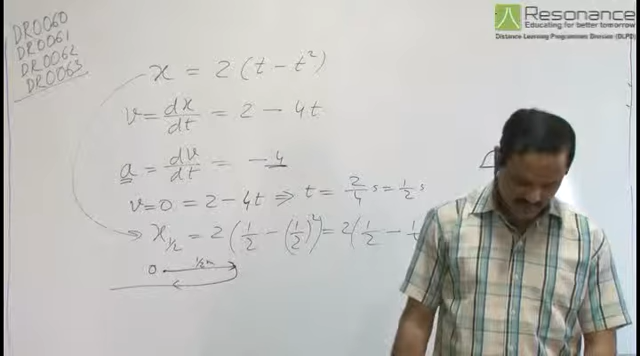 DR0060
DR0061
DR0062
DR0063
Resonance
Educating for better tomorrow
Distance Learning Programmes Division (DLPD)
x = 2 (t - t²)
v = dx/dt = 2 - 4t
a = dv/dt = -4
v = 0 = 2 - 4t ⇒ t = 2/4 s = 1/2 s
x₁/₂ = 2 (1/2 - (1/2)²) = 2 (1/2 - 1/
0 1/2 m